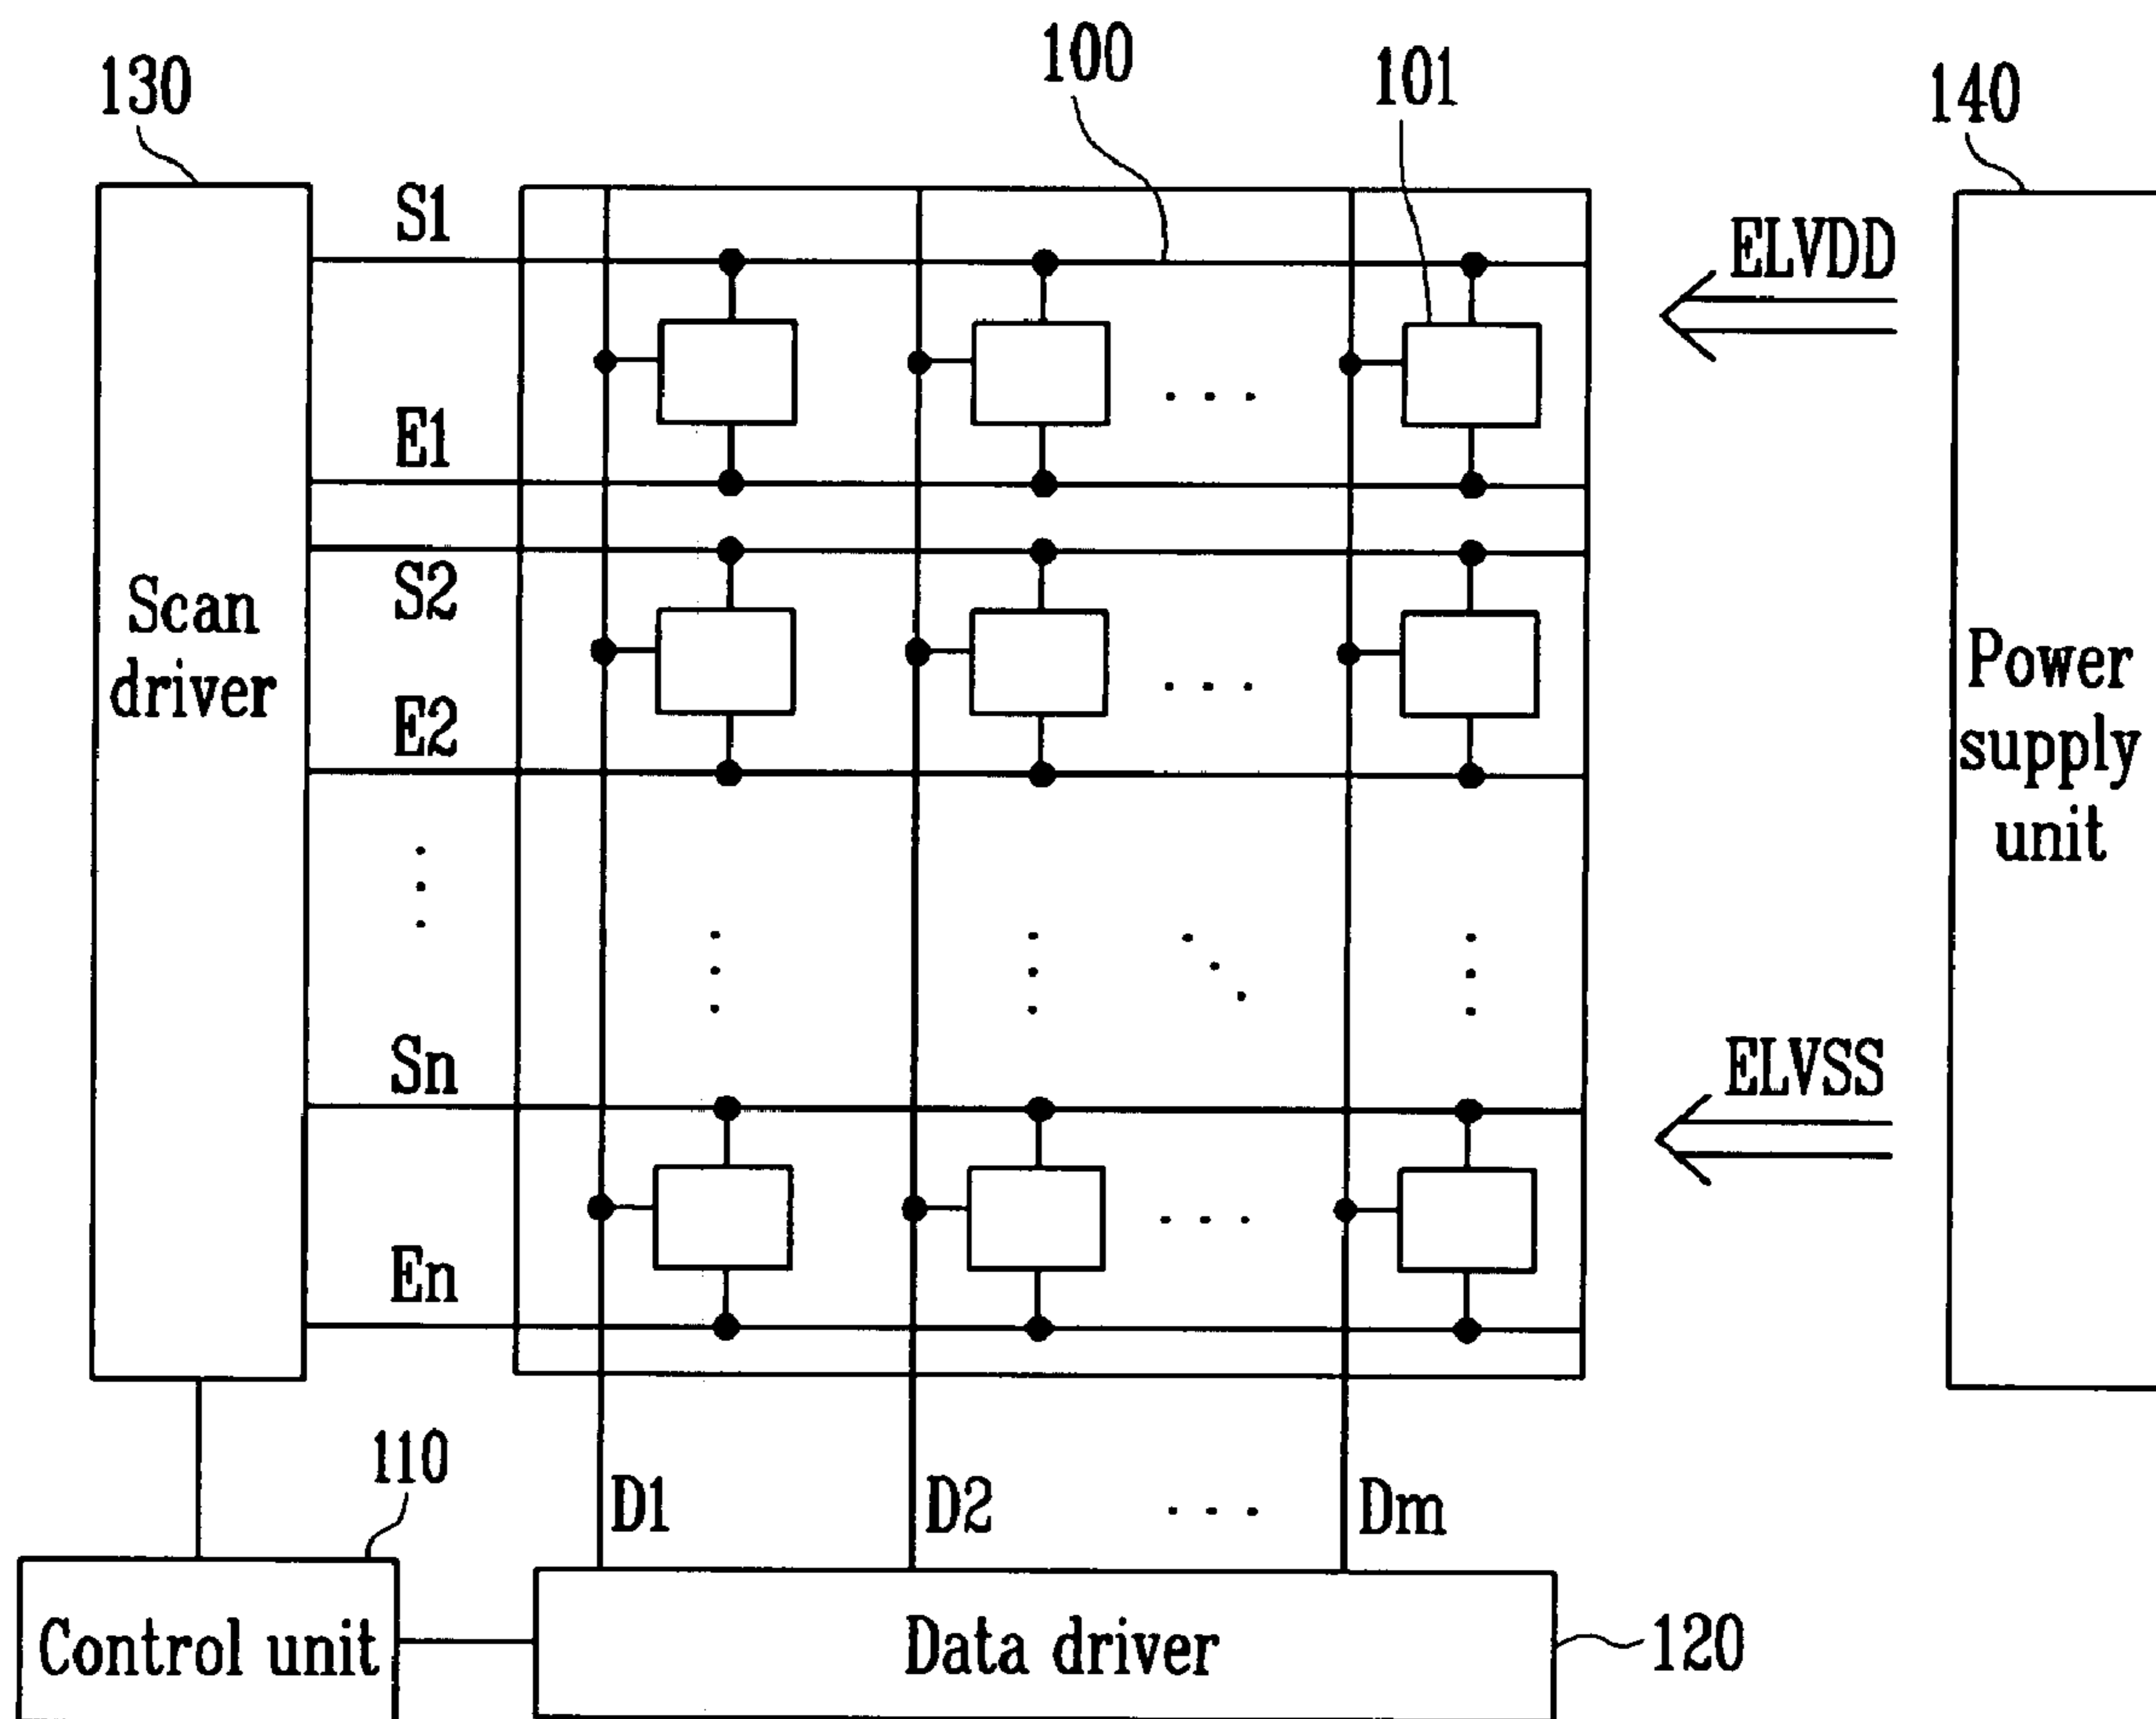 130
100
101
140
S1
ELVDD
E1
S2
Scan
driver
E2
Power
supply
unit
Sn
ELVSS
En
110
D1
D2
Dm
Control unit
Data driver
120